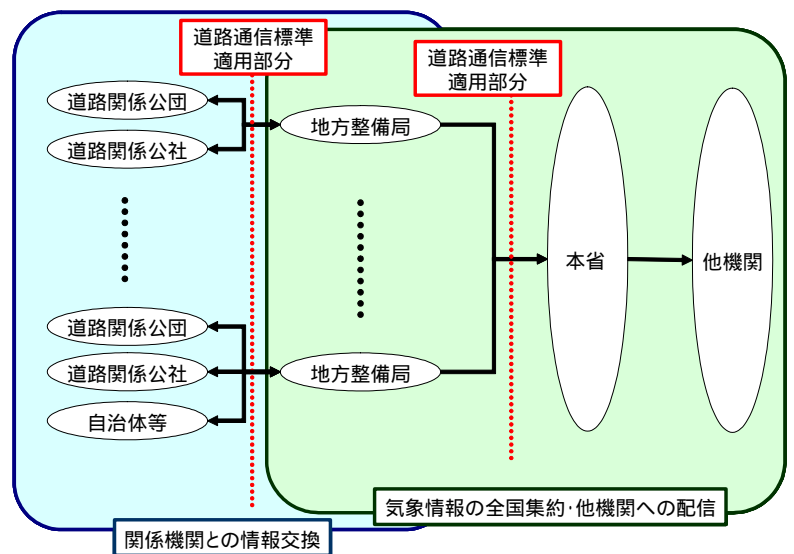 道路通信標準
適用部分
道路通信標準
適用部分
道路関係公団
道路関係公社
地方整備局
本省
他機関
道路関係公団
道路関係公社
自治体等
地方整備局
気象情報の全国集約・他機関への配信
関係機関との情報交換